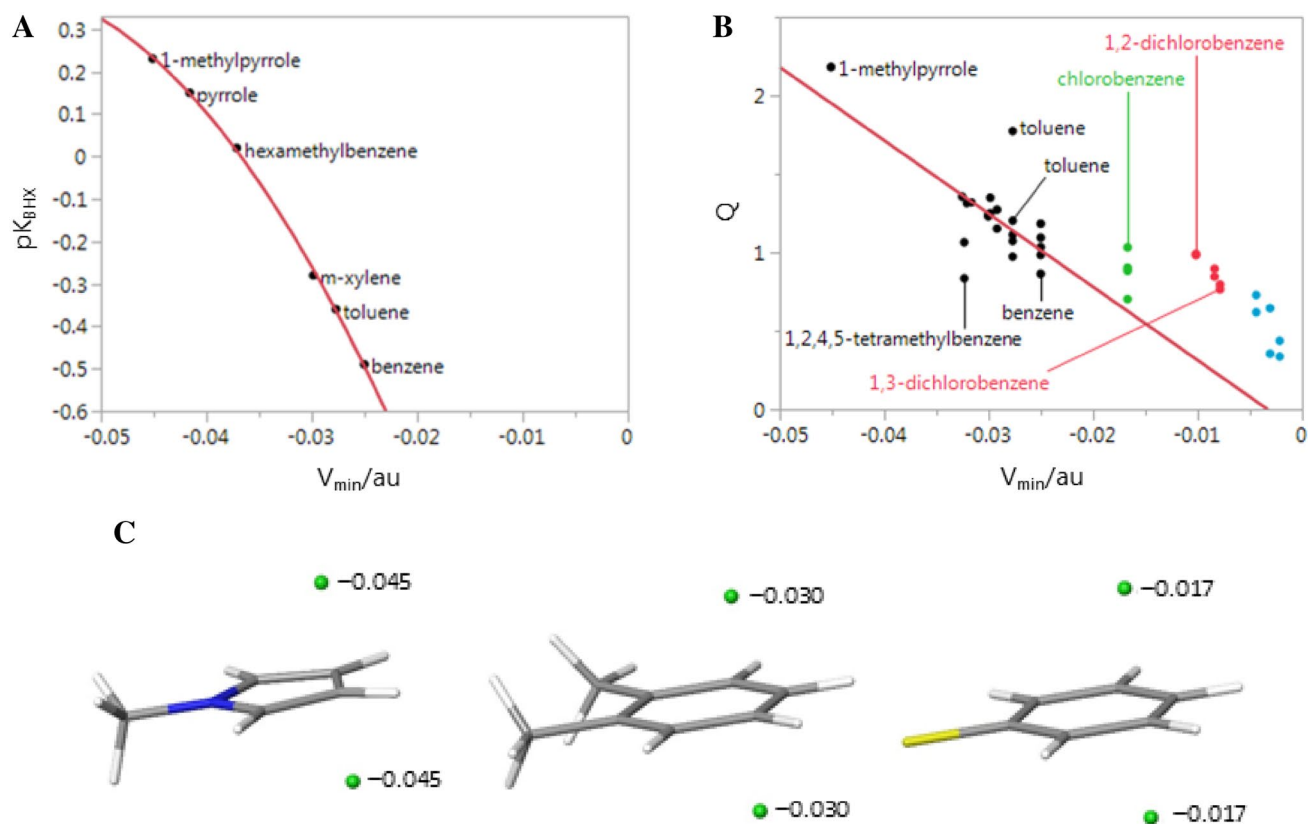 A
0.3
0.2
0.1
0
-0.1
-0.2
-0.3
-0.4
-0.5
-0.6
pK_BHX
1-methylpyrrole
pyrrole
hexamethylbenzene
m-xylene
toluene
benzene
-0.05 -0.04 -0.03 -0.02 -0.01 0
V_min/au
B
2
1
0
Q
1,2-dichlorobenzene
chlorobenzene
1-methylpyrrole
toluene
toluene
benzene
1,2,4,5-tetramethylbenzene
1,3-dichlorobenzene
-0.05 -0.04 -0.03 -0.02 -0.01 0
V_min/au
C
−0.045 −0.030 −0.017
−0.045 −0.030 −0.017